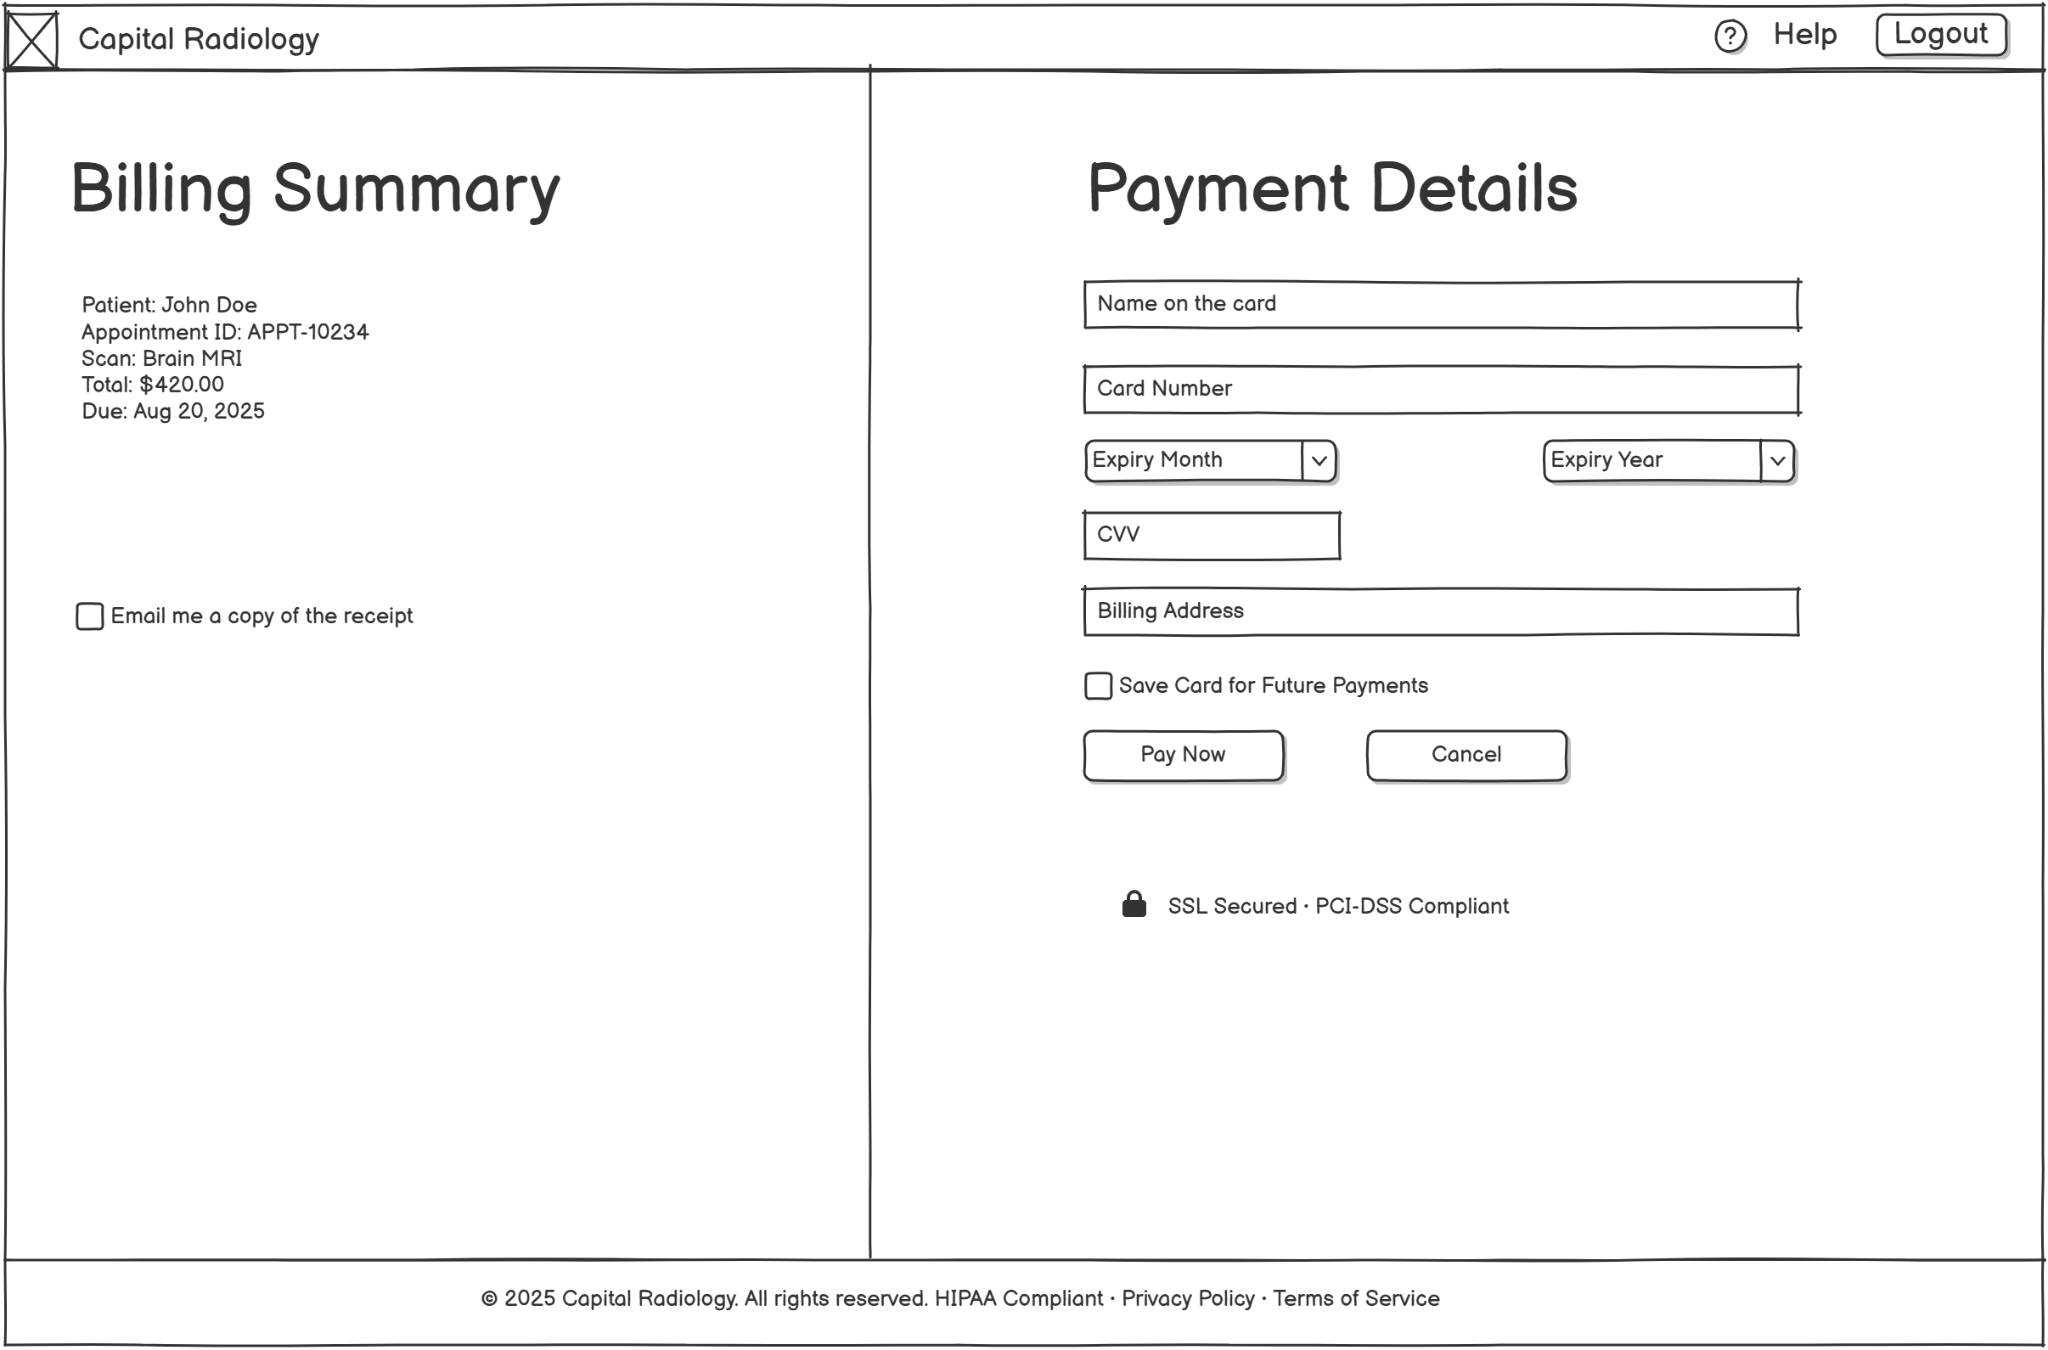 Capital Radiology
? Help
Logout
Billing Summary
Patient: John Doe
Appointment ID: APPT-10234
Scan: Brain MRI
Total: $420.00
Due: Aug 20, 2025
Email me a copy of the receipt
Payment Details
Name on the card
Card Number
Expiry Month
Expiry Year
CVV
Billing Address
Save Card for Future Payments
Pay Now
Cancel
SSL Secured · PCI-DSS Compliant
© 2025 Capital Radiology. All rights reserved. HIPAA Compliant · Privacy Policy · Terms of Service